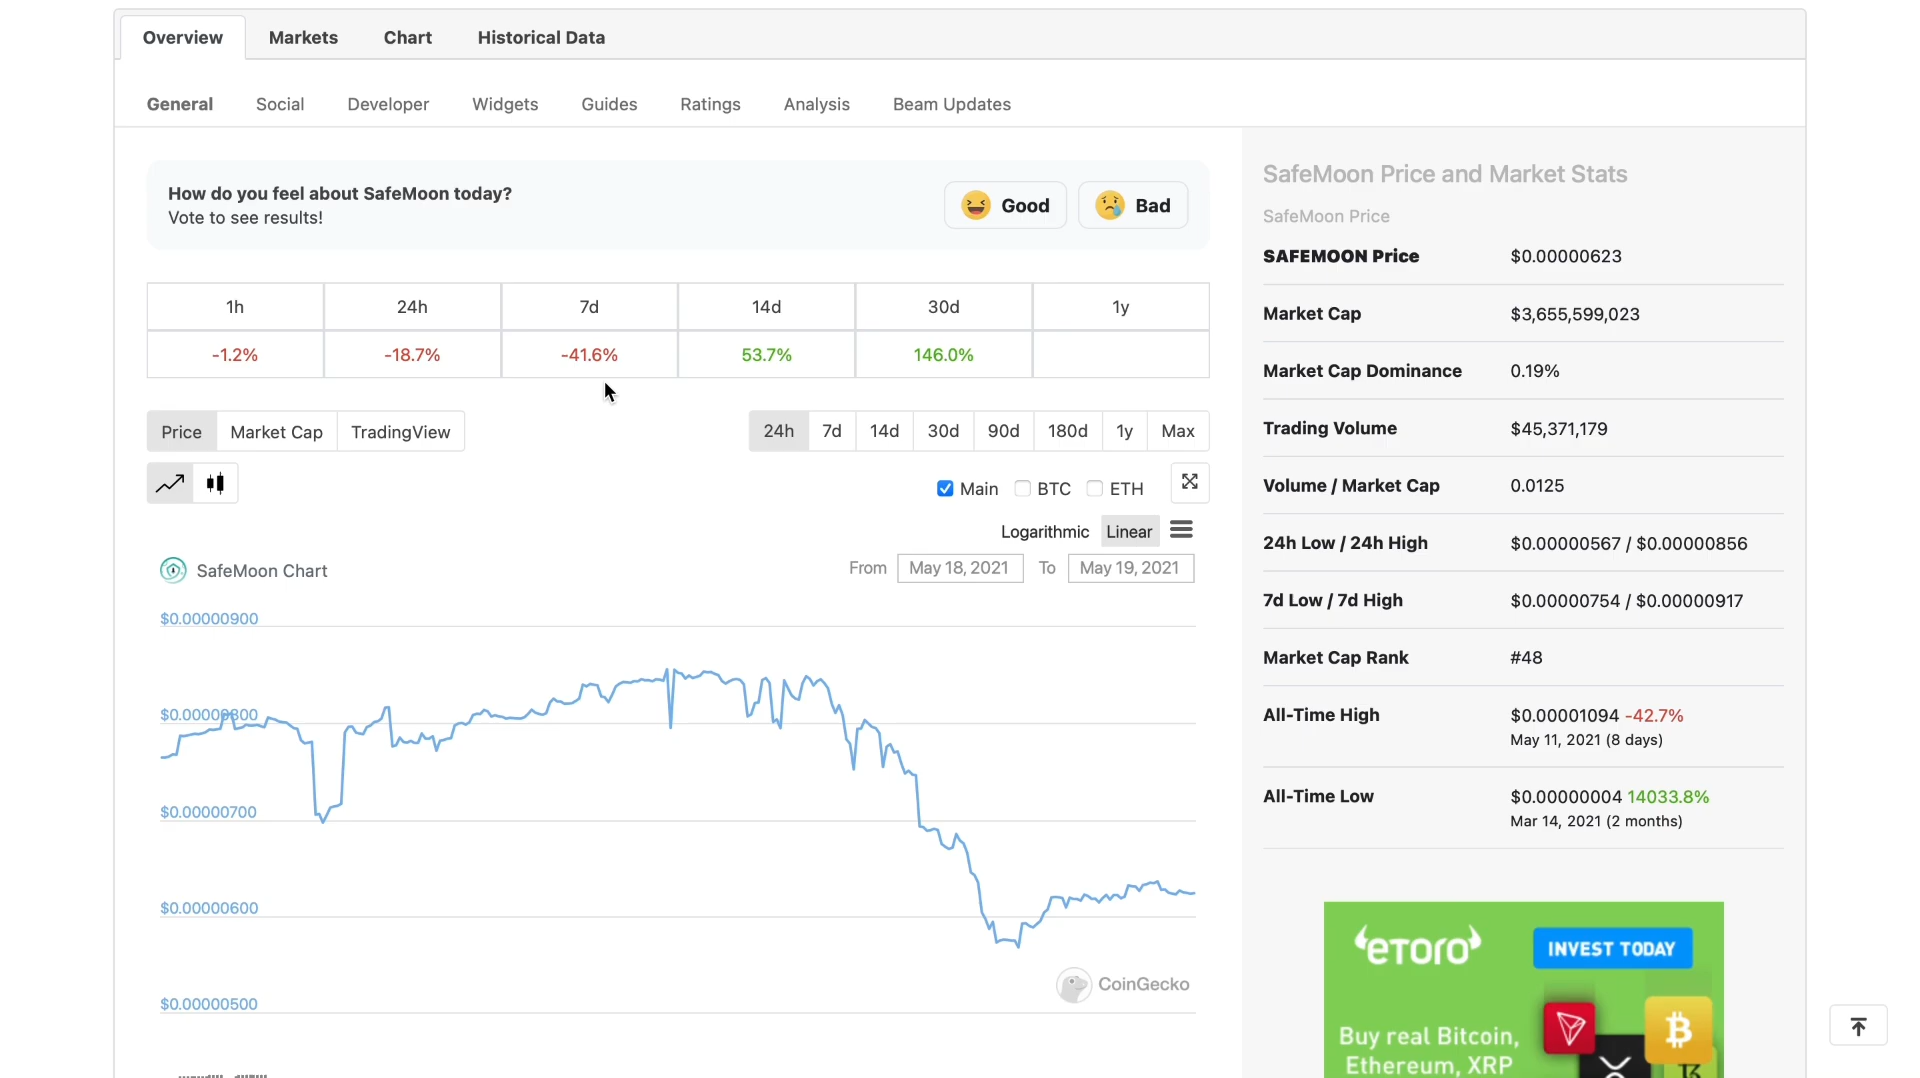 Overview Markets Chart Historical Data
General Social Developer Widgets Guides Ratings Analysis Beam Updates
How do you feel about SafeMoon today?
Vote to see results!
Good Bad
1h 24h 7d 14d 30d 1y
-1.2% -18.7% -41.6% 53.7% 146.0%
Price Market Cap TradingView
24h 7d 14d 30d 90d 180d 1y Max
Main BTC ETH
Logarithmic Linear
SafeMoon Chart
From May 18, 2021 To May 19, 2021
$0.00000900
$0.00000800
$0.00000700
$0.00000600
$0.00000500
CoinGecko
SafeMoon Price and Market Stats
SafeMoon Price
SAFEMOON Price $0.00000623
Market Cap $3,655,599,023
Market Cap Dominance 0.19%
Trading Volume $45,371,179
Volume / Market Cap 0.0125
24h Low / 24h High $0.00000567 / $0.00000856
7d Low / 7d High $0.00000754 / $0.00000917
Market Cap Rank #48
All-Time High $0.00001094 -42.7%
May 11, 2021 (8 days)
All-Time Low $0.00000004 14033.8%
Mar 14, 2021 (2 months)
eTORO INVEST TODAY
Buy real Bitcoin,
Ethereum, XRP